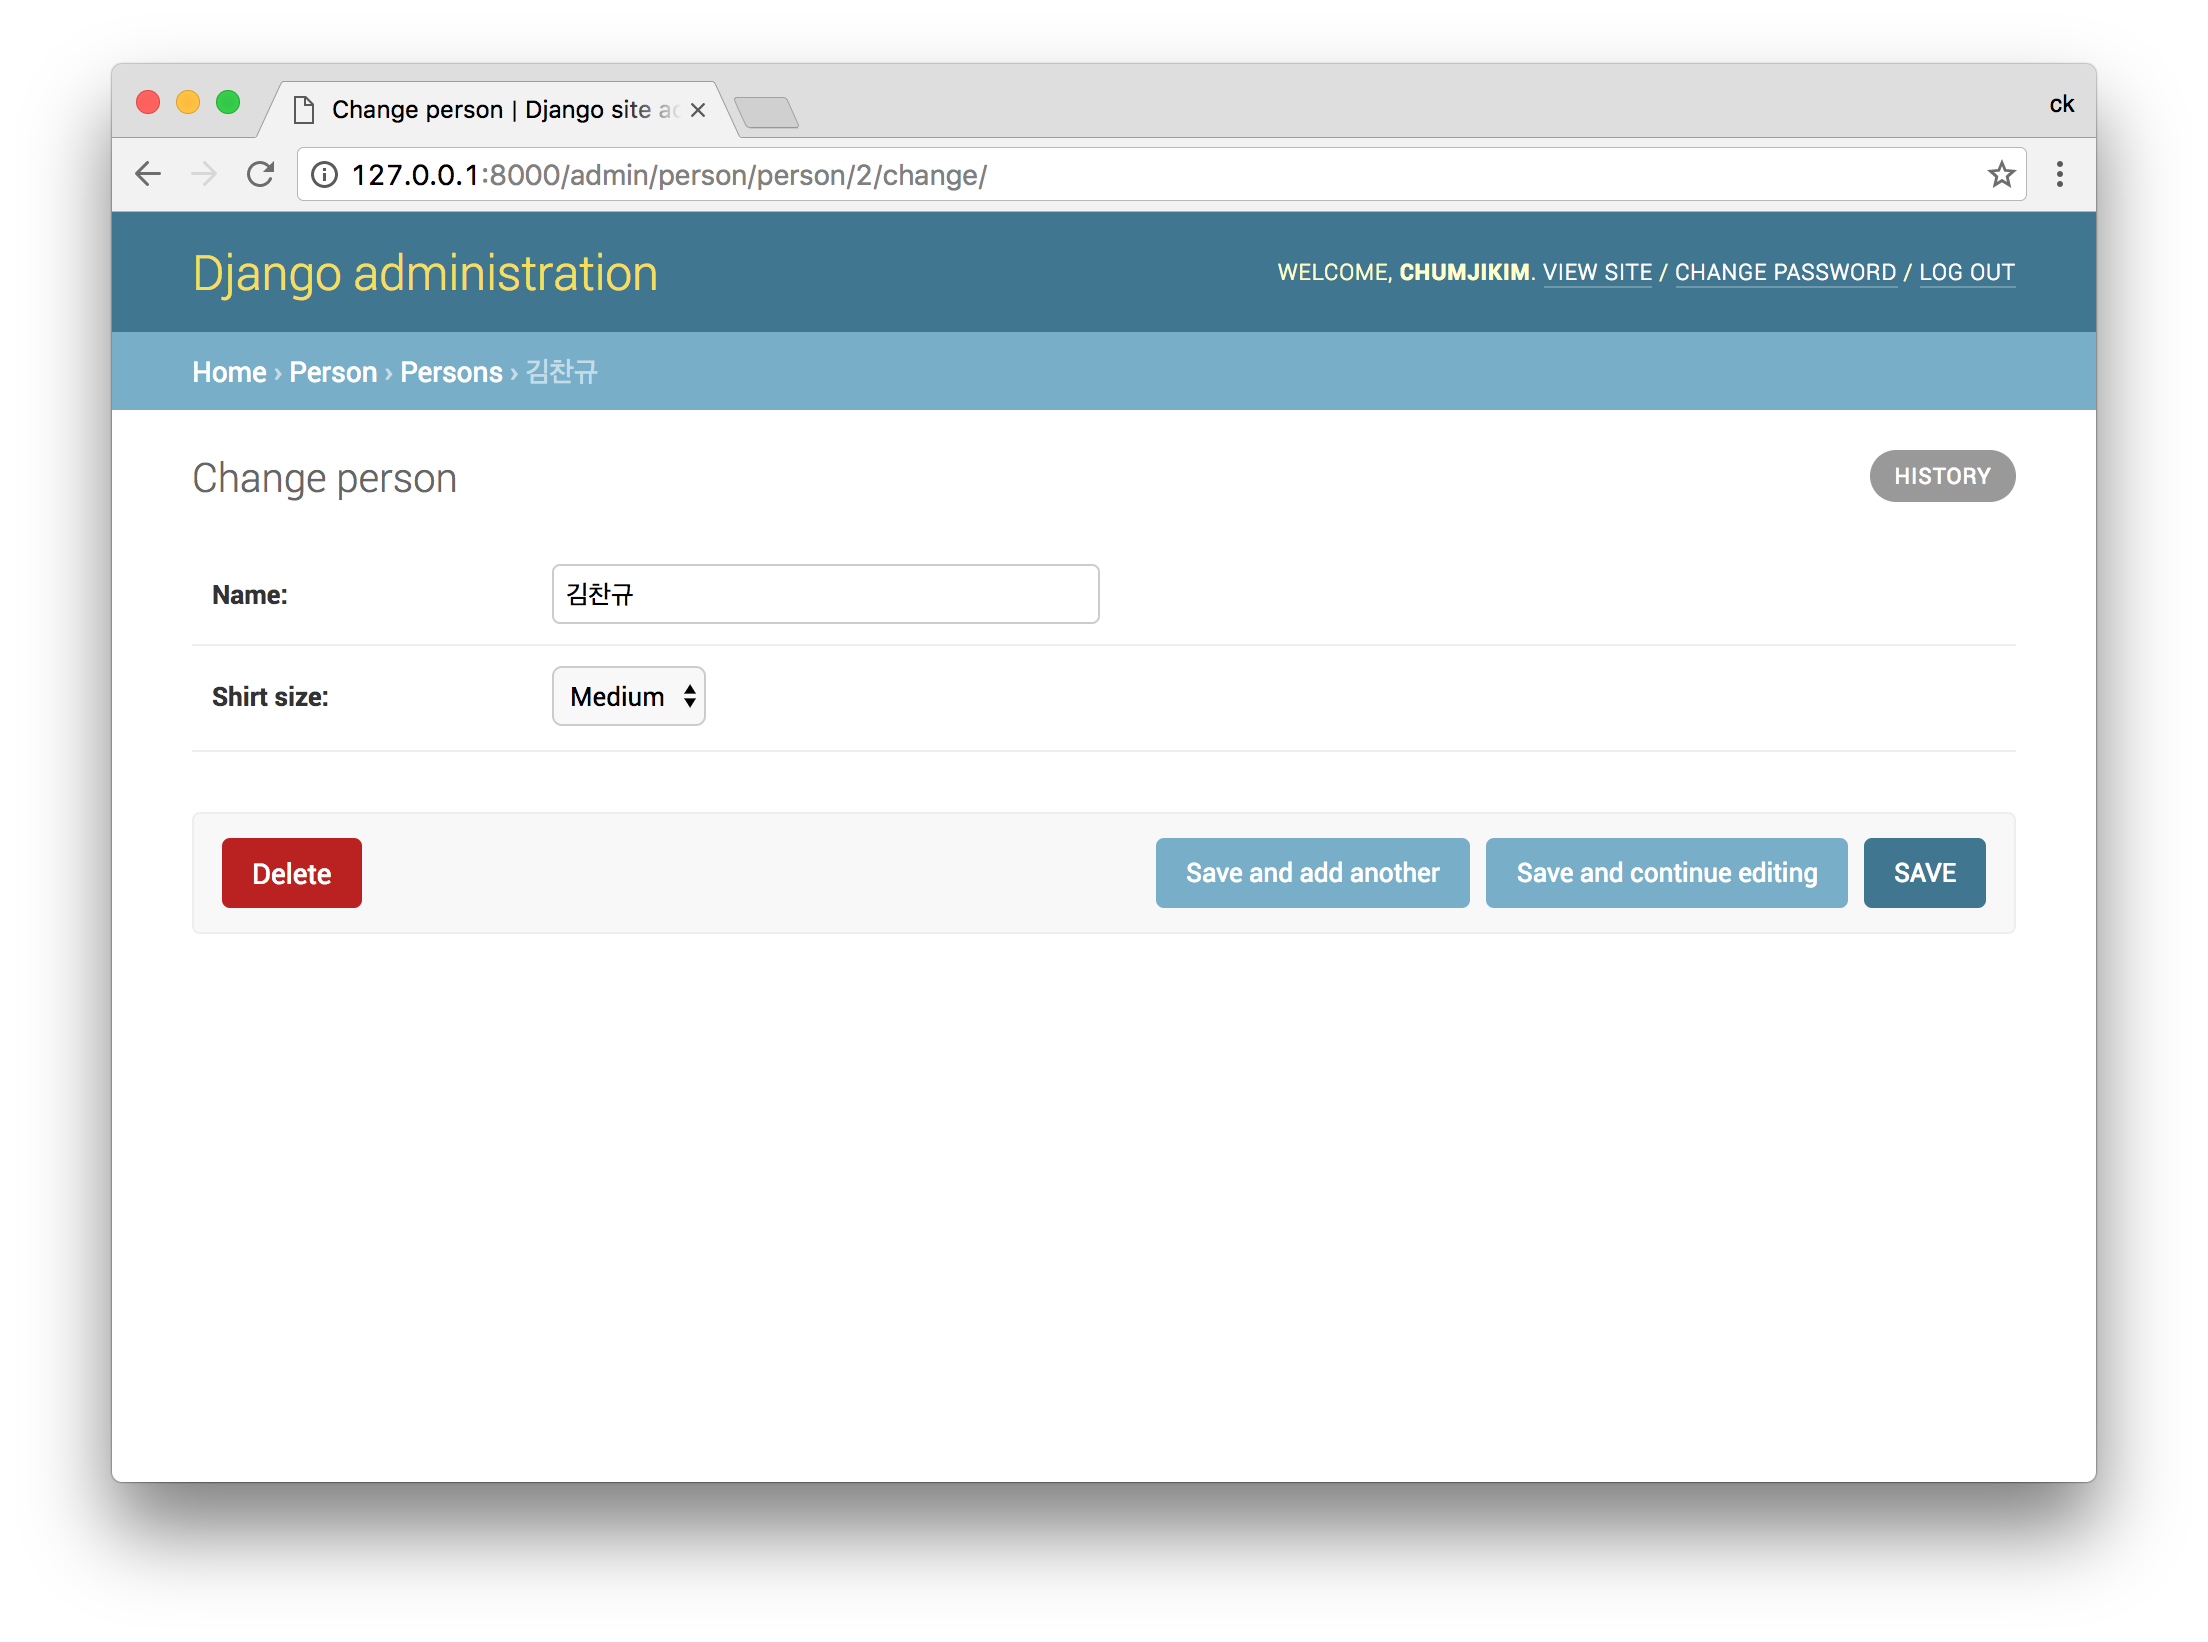 Change person | Django site
ck
127.0.0.1:8000/admin/person/person/2/change/
Django administration
WELCOME, CHUMJIKIM. VIEW SITE / CHANGE PASSWORD / LOG OUT
Home › Person › Persons › 김찬규
Change person
HISTORY
Name: 김찬규
Shirt size: Medium
Delete Save and add another Save and continue editing SAVE